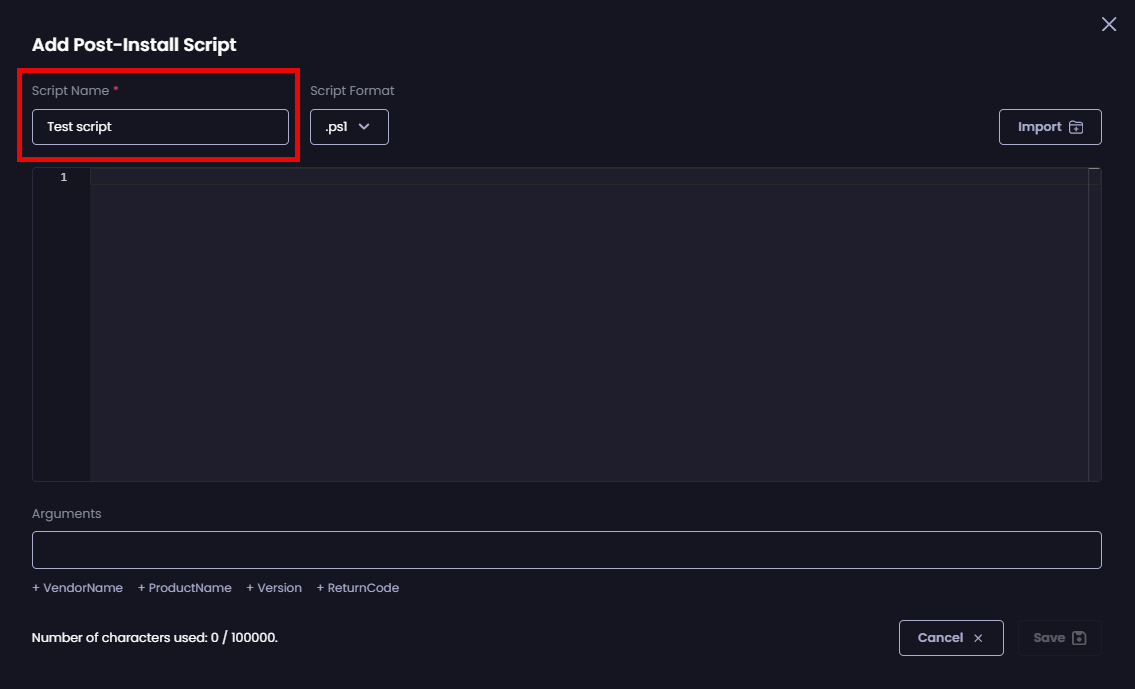 Add Post-Install Script
Script Name * Script Format
Test script .ps1 Import
1
Arguments
+ VendorName + ProductName + Version + ReturnCode
Number of characters used: 0 / 100000. Cancel Save